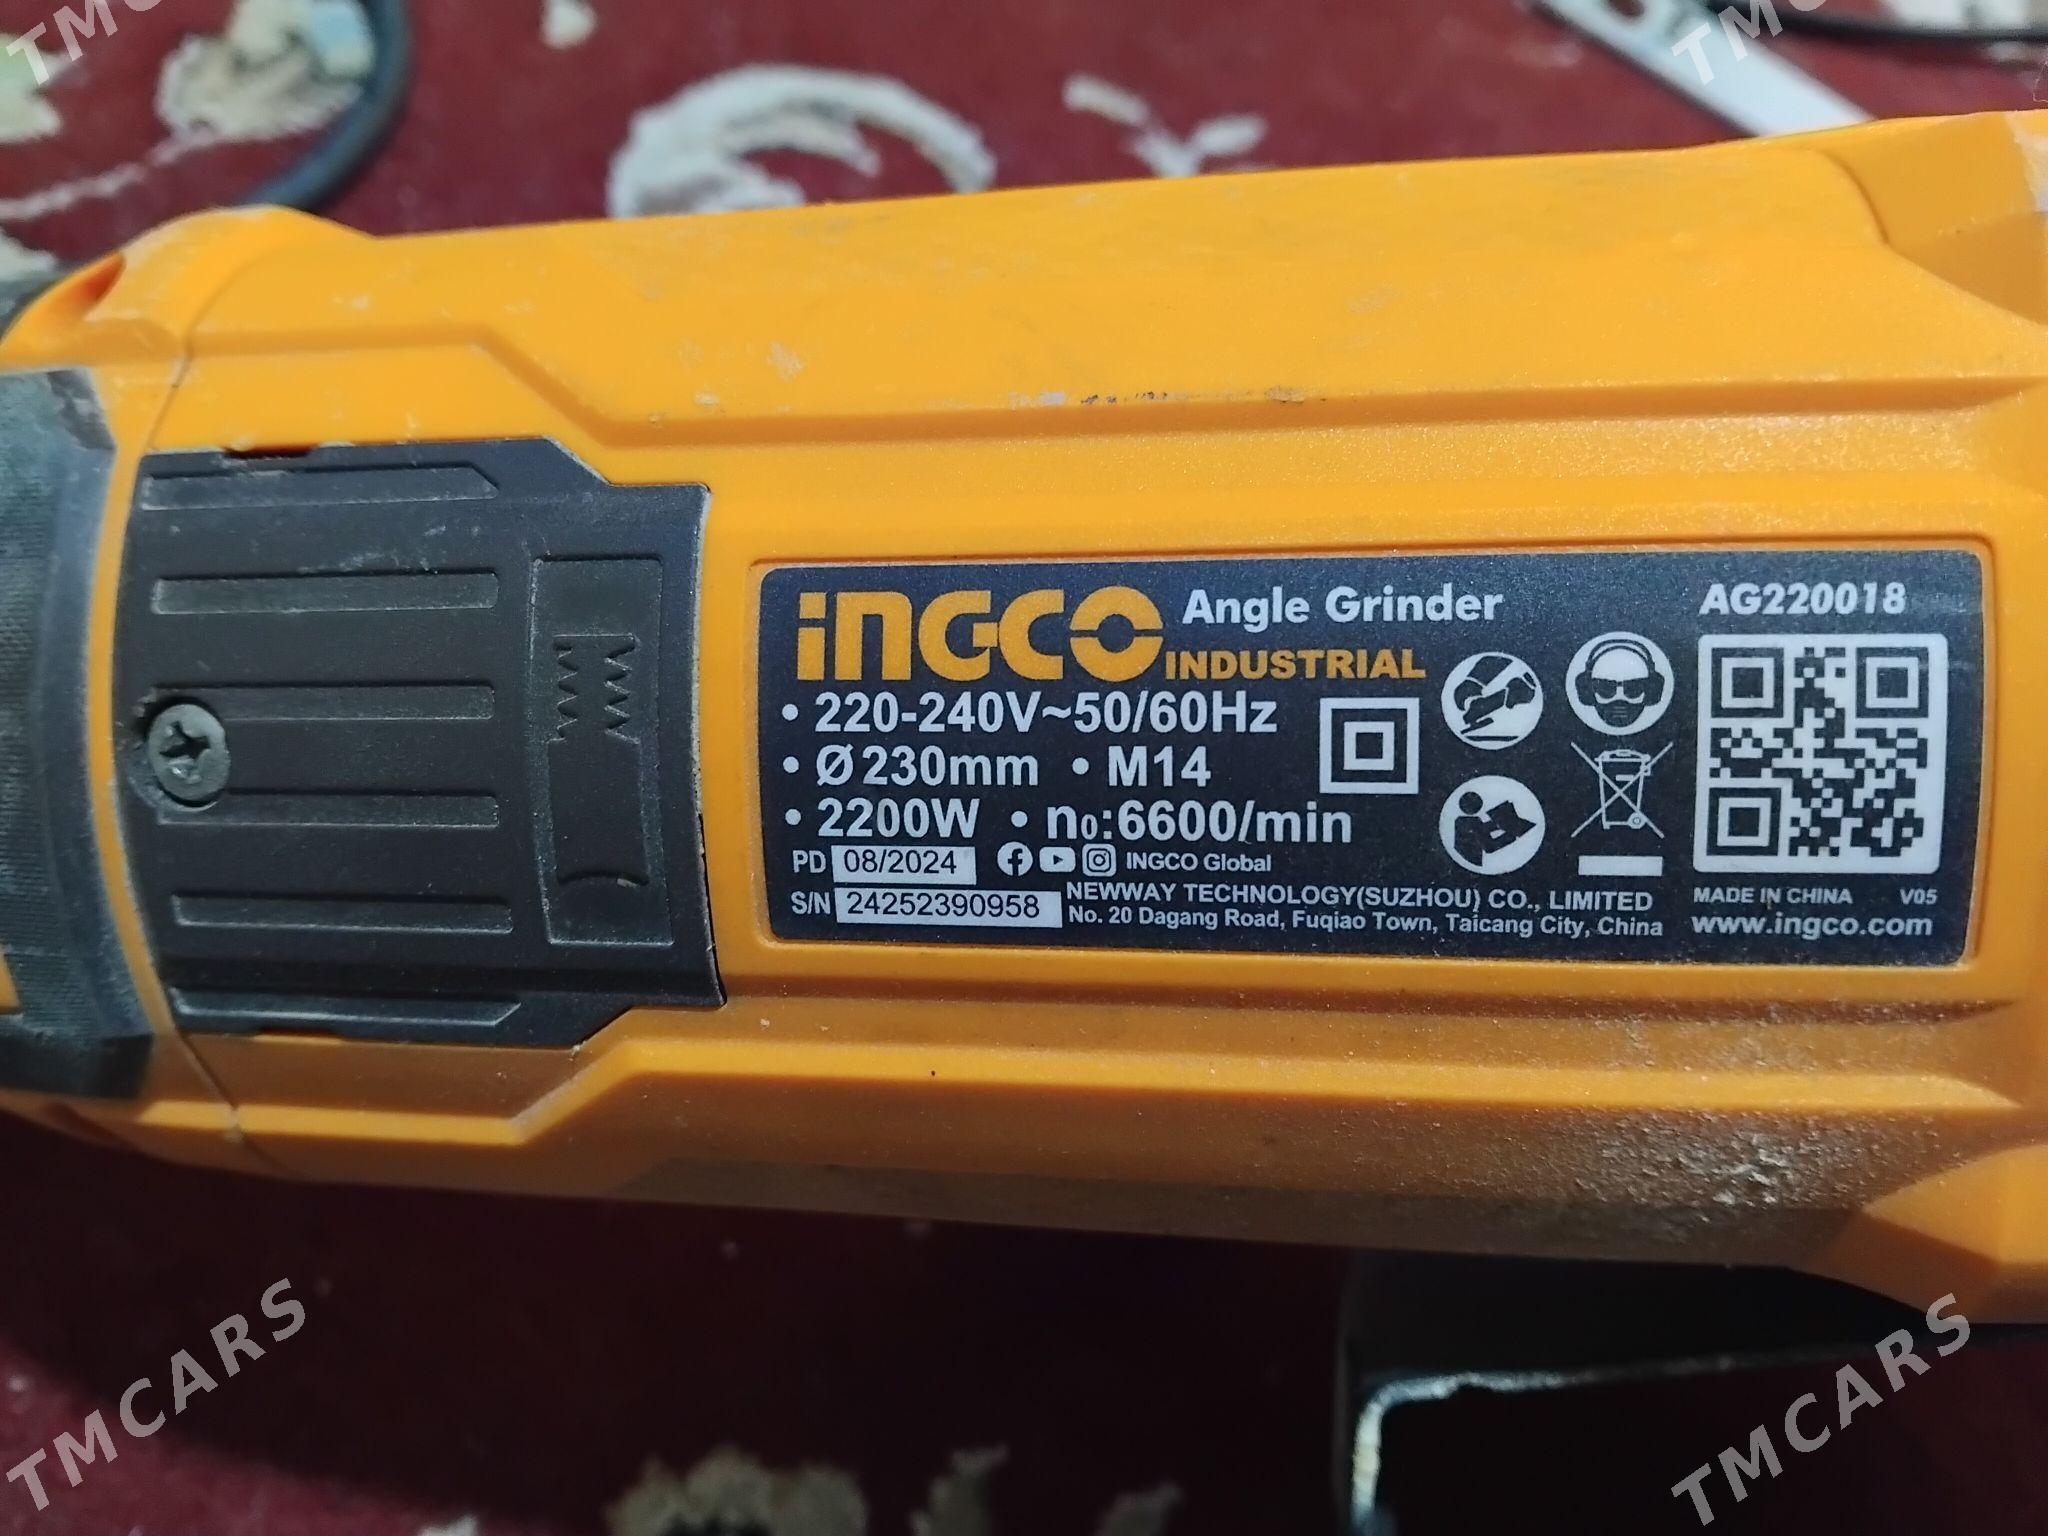 INGCO Angle Grinder AG220018
INDUSTRIAL
• 220-240V~50/60Hz
• Ø230mm • M14
• 2200W • n0:6600/min
PD 08/2024 INGCO Global
S/N 24252390958
NEWWAY TECHNOLOGY(SUZHOU) CO., LIMITED
No. 20 Dagang Road, Fuqiao Town, Taicang City, China
MADE IN CHINA V05
www.ingco.com
TMCARS
TMCARS